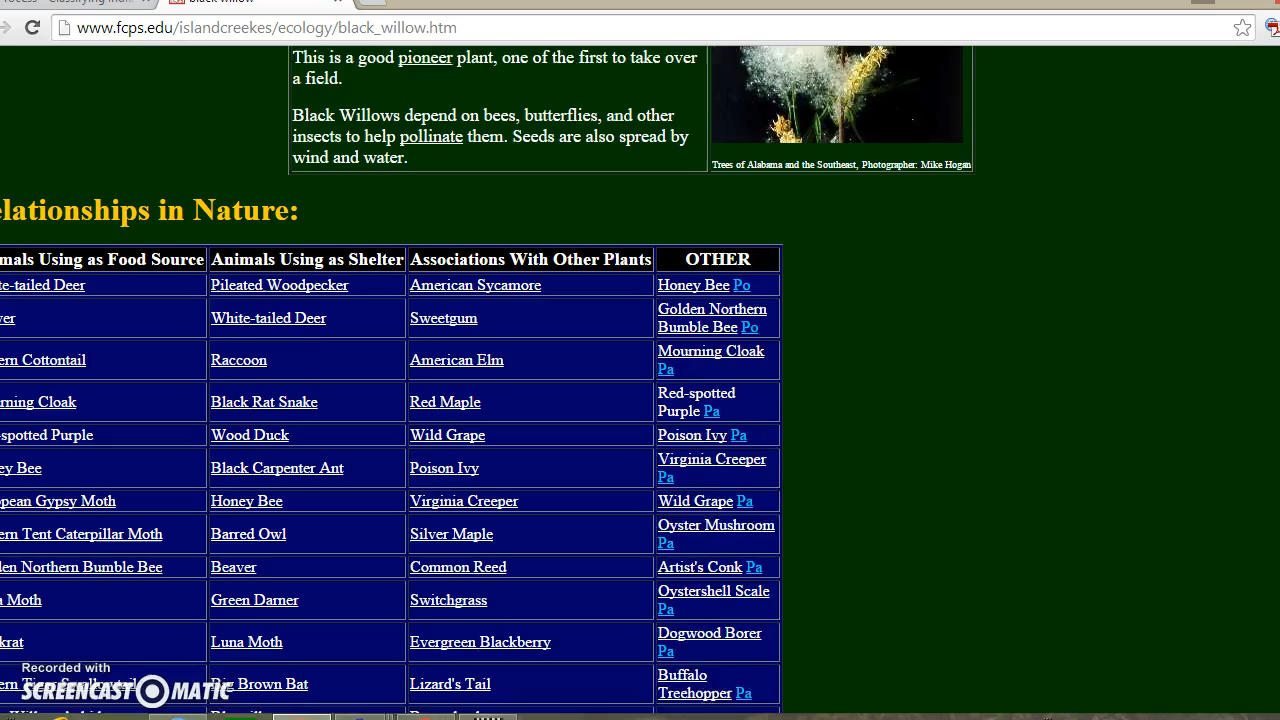 black willow
www.fcps.edu/islandcreekes/ecology/black_willow.htm
This is a good pioneer plant, one of the first to take over
a field.
Black Willows depend on bees, butterflies, and other
insects to help pollinate them. Seeds are also spread by
wind and water.
Trees of Alabama and the Southeast, Photographer: Mike Hogan
elationships in Nature:
mals Using as Food Source Animals Using as Shelter Associations With Other Plants OTHER
te-tailed Deer Pileated Woodpecker American Sycamore Honey Bee Po
ver White-tailed Deer Sweetgum Golden Northern
Bumble Bee Po
ern Cottontail Raccoon American Elm Mourning Cloak
Pa
rning Cloak Black Rat Snake Red Maple Red-spotted
Purple Pa
-spotted Purple Wood Duck Wild Grape Poison Ivy Pa
ey Bee Black Carpenter Ant Poison Ivy Virginia Creeper
Pa
opean Gypsy Moth Honey Bee Virginia Creeper Wild Grape Pa
ern Tent Caterpillar Moth Barred Owl Silver Maple Oyster Mushroom
Pa
den Northern Bumble Bee Beaver Common Reed Artist's Conk Pa
a Moth Green Darner Switchgrass Oystershell Scale
Pa
krat Luna Moth Evergreen Blackberry Dogwood Borer
Pa
Big Brown Bat Lizard's Tail Buffalo
Treehopper Pa
Recorded with
SCREENCAST MATIC